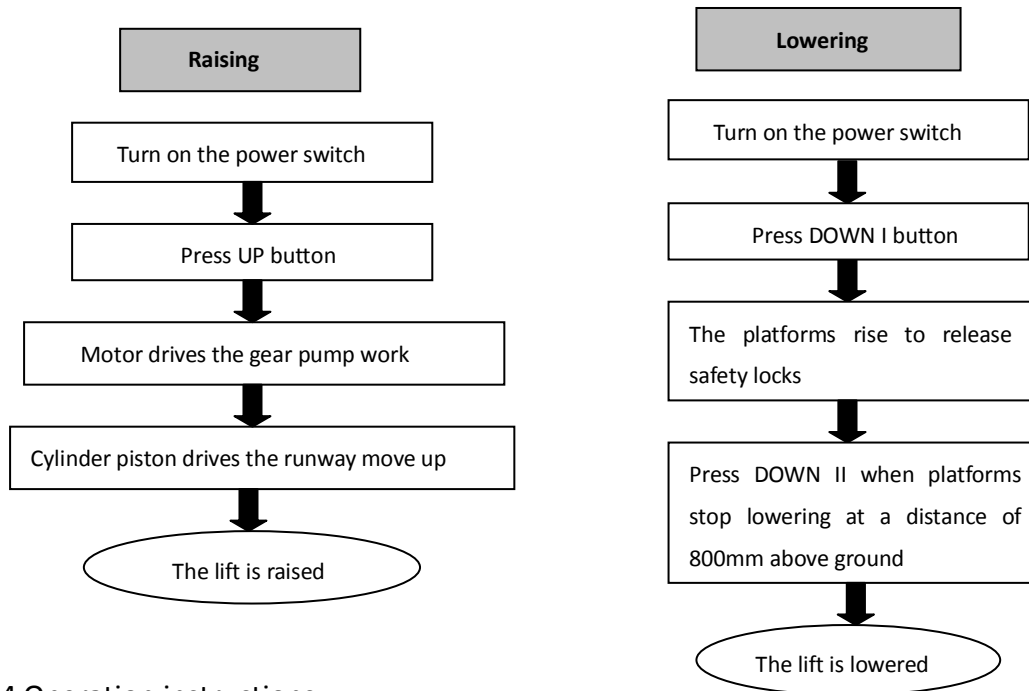 Raising
Turn on the power switch
Press UP button
Motor drives the gear pump work
Cylinder piston drives the runway move up
The lift is raised
Lowering
Turn on the power switch
Press DOWN I button
The platforms rise to release
safety locks
Press DOWN II when platforms
stop lowering at a distance of
800mm above ground
The lift is lowered
4 Operation instructions